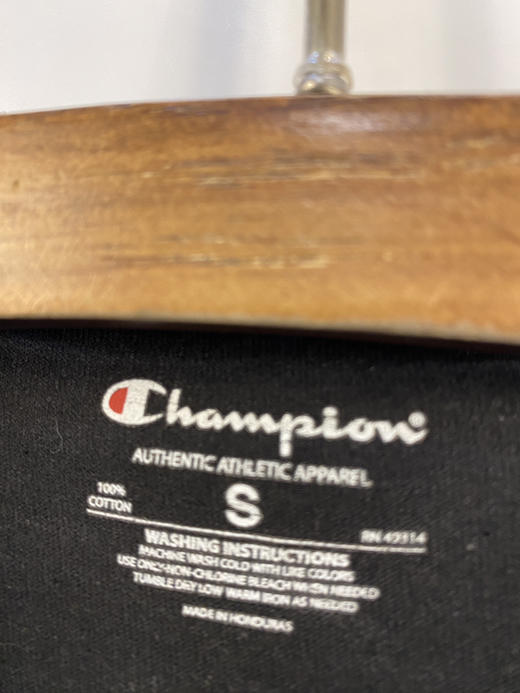 Champion®
AUTHENTIC ATHLETIC APPAREL
100%
COTTON
S
RN 49314
WASHING INSTRUCTIONS
MACHINE WASH COLD WITH LIKE COLORS
USE ONLY-NON-CHLORINE BLEACH WHEN NEEDED
TUMBLE DRY LOW WARM IRON AS NEEDED
MADE IN HONDURAS